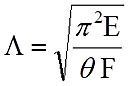 Λ = √(π²E / θF)